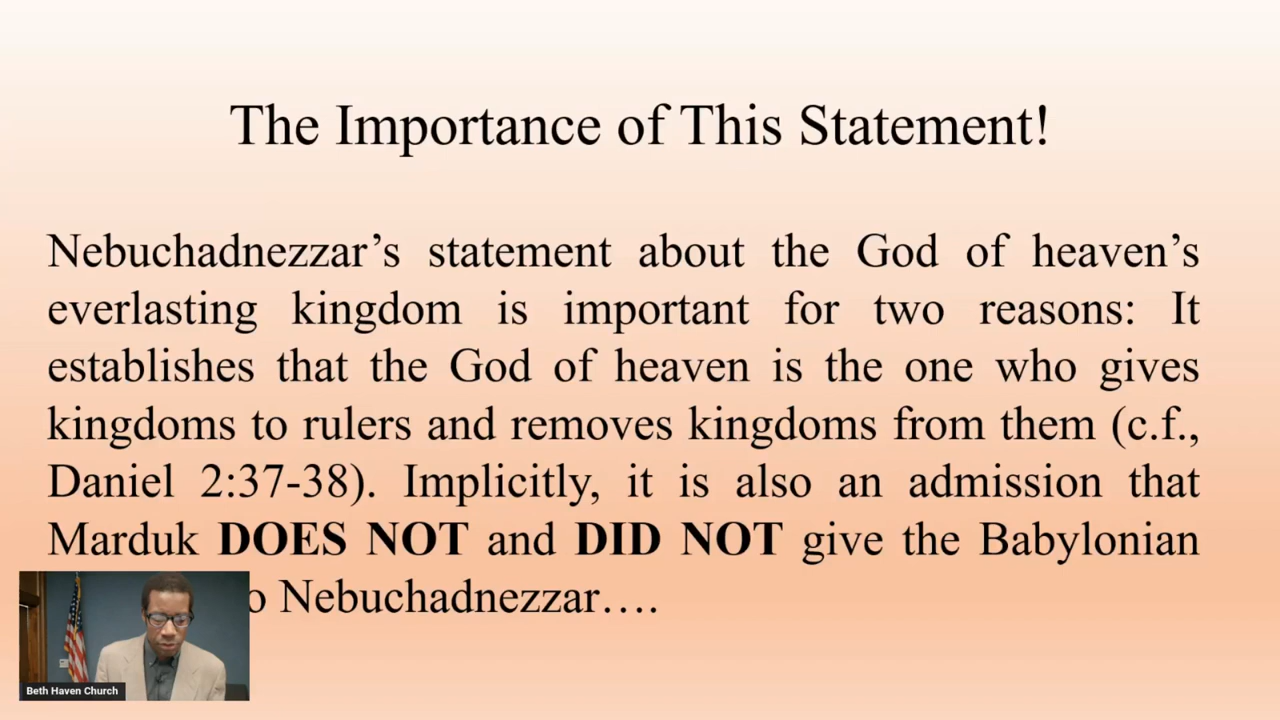 The Importance of This Statement!
Nebuchadnezzar’s statement about the God of heaven’s
everlasting kingdom is important for two reasons: It
establishes that the God of heaven is the one who gives
kingdoms to rulers and removes kingdoms from them (c.f.,
Daniel 2:37-38). Implicitly, it is also an admission that
Marduk DOES NOT and DID NOT give the Babylonian
Nebuchadnezzar….
Beth Haven Church